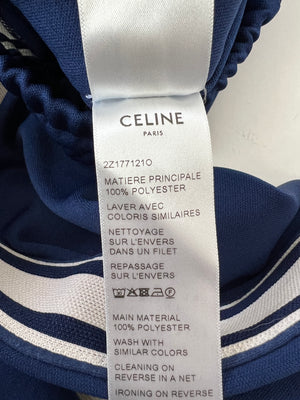 CELINE
PARIS
2Z177121O
MATIERE PRINCIPALE
100% POLYESTER
LAVER AVEC
COLORIS SIMILAIRES
NETTOYAGE
SUR L'ENVERS
DANS UN FILET
REPASSAGE
SUR L'ENVERS
MAIN MATERIAL
100% POLYESTER
WASH WITH
SIMILAR COLORS
CLEANING ON
REVERSE IN A NET
IRONING ON REVERSE